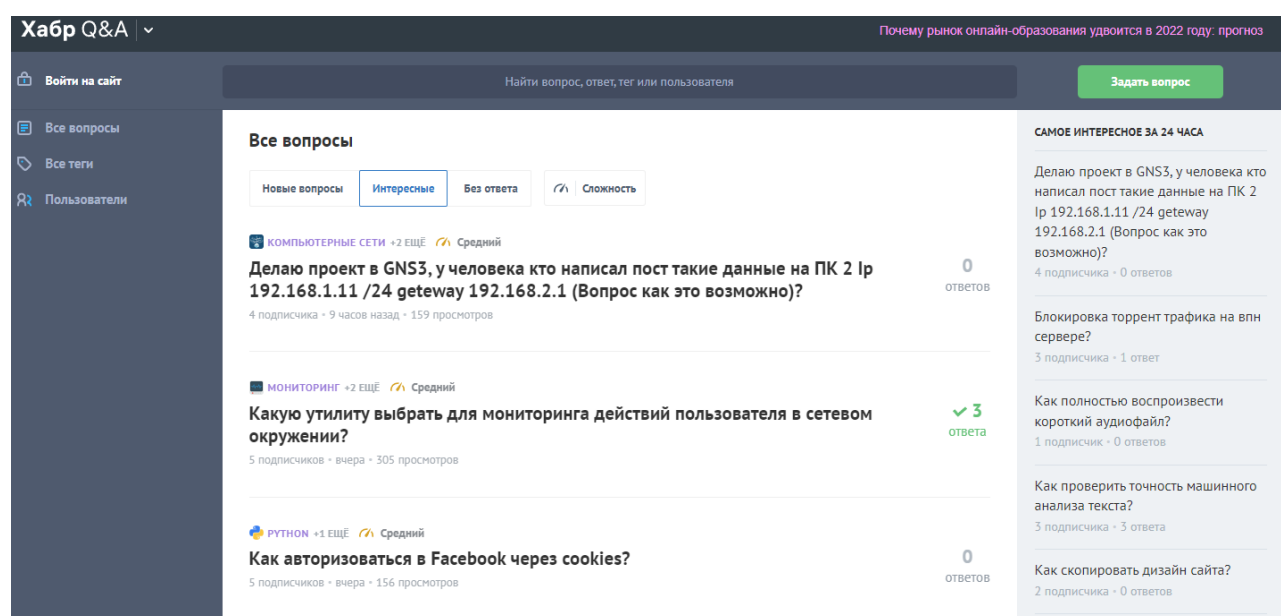 Хабр Q&A
Почему рынок онлайн-образования удвоится в 2022 году: прогноз
Войти на сайт
Найти вопрос, ответ, тег или пользователя
Задать вопрос
Все вопросы
Все теги
Пользователи
Все вопросы
Новые вопросы
Интересные
Без ответа
Сложность
КОМПЬЮТЕРНЫЕ СЕТИ +2 ЕЩЁ Средний
Делаю проект в GNS3, у человека кто написал пост такие данные на ПК 2 Ip
192.168.1.11 /24 geteway 192.168.2.1 (Вопрос как это возможно)?
4 подписчика • 9 часов назад • 159 просмотров
0
ответов
МОНИТОРИНГ +2 ЕЩЁ Средний
Какую утилиту выбрать для мониторинга действий пользователя в сетевом
окружении?
5 подписчиков • вчера • 305 просмотров
3
ответа
PYTHON +1 ЕЩЁ Средний
Как авторизоваться в Facebook через cookies?
5 подписчиков • вчера • 156 просмотров
0
ответов
САМОЕ ИНТЕРЕСНОЕ ЗА 24 ЧАСА
Делаю проект в GNS3, у человека кто
написал пост такие данные на ПК 2
Ip 192.168.1.11 /24 geteway
192.168.2.1 (Вопрос как это
возможно)?
4 подписчика • 0 ответов
Блокировка торрент трафика на впн
сервере?
3 подписчика • 1 ответ
Как полностью воспроизвести
короткий аудиофайл?
1 подписчик • 0 ответов
Как проверить точность машинного
анализа текста?
3 подписчика • 3 ответа
Как скопировать дизайн сайта?
2 подписчика • 0 ответов